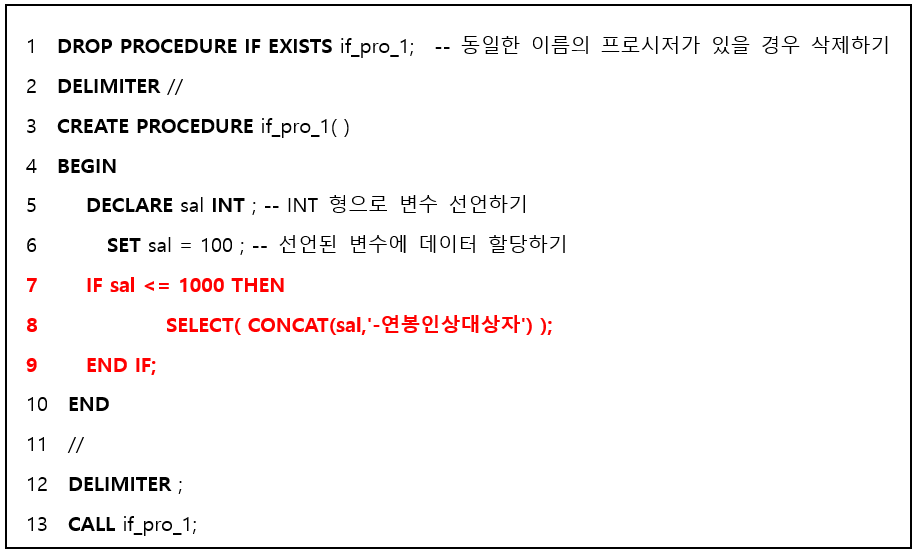 1 DROP PROCEDURE IF EXISTS if_pro_1; -- 동일한 이름의 프로시저가 있을 경우 삭제하기
2 DELIMITER //
3 CREATE PROCEDURE if_pro_1( )
4 BEGIN
5 DECLARE sal INT ; -- INT 형으로 변수 선언하기
6 SET sal = 100 ; -- 선언된 변수에 데이터 할당하기
7 IF sal <= 1000 THEN
8 SELECT( CONCAT(sal,'-연봉인상대상자') );
9 END IF;
10 END
11 //
12 DELIMITER ;
13 CALL if_pro_1;